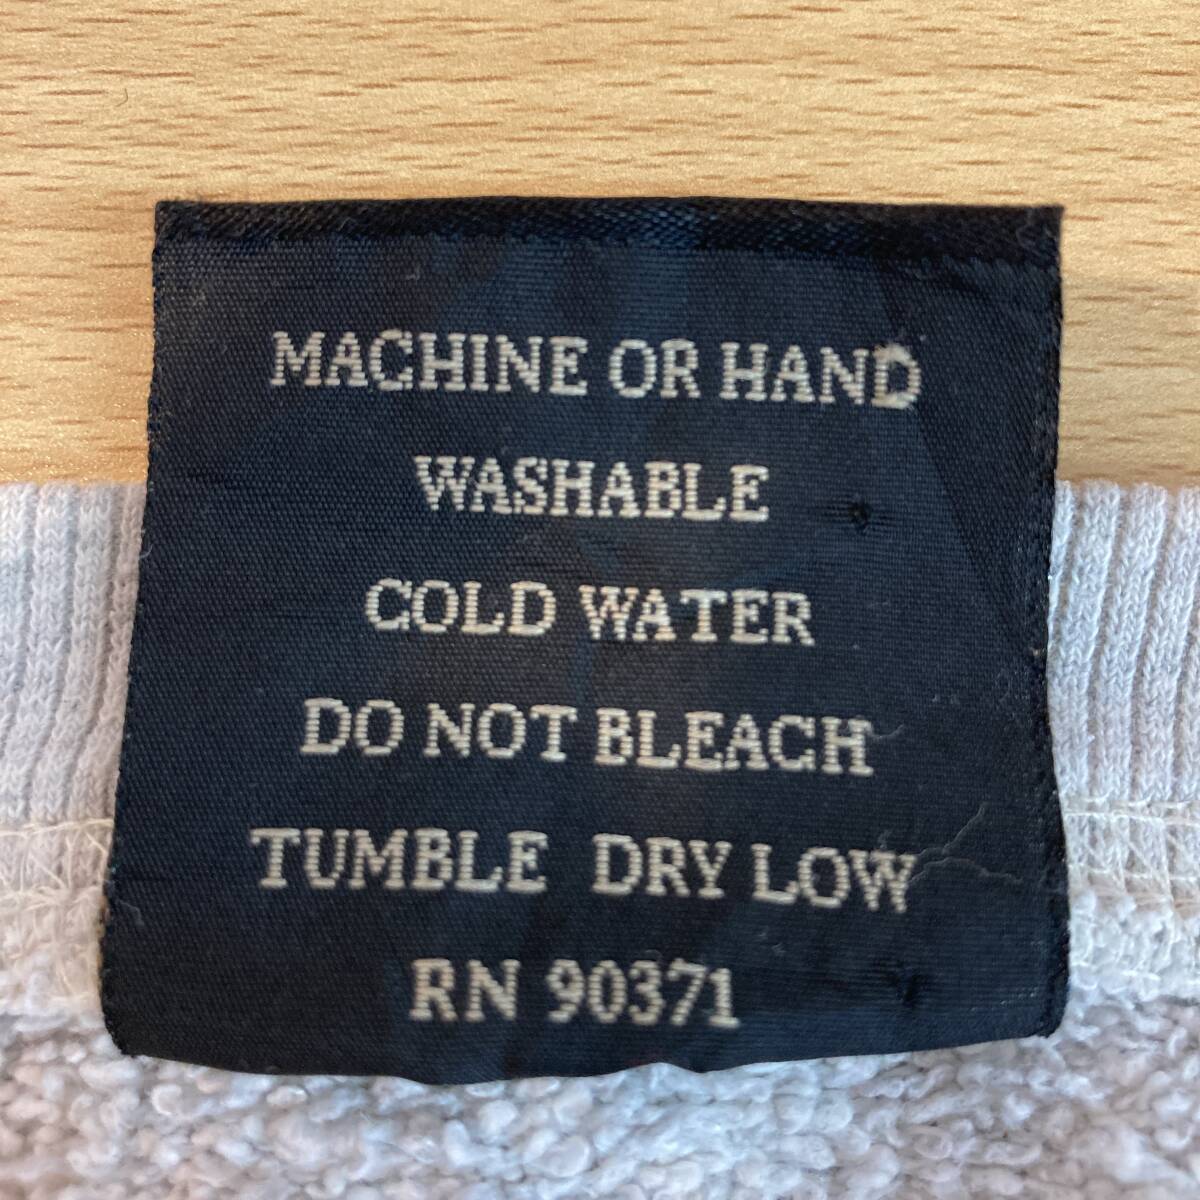 MACHINE OR HAND
WASHABLE
COLD WATER
DO NOT BLEACH
TUMBLE DRY LOW
RN 90371